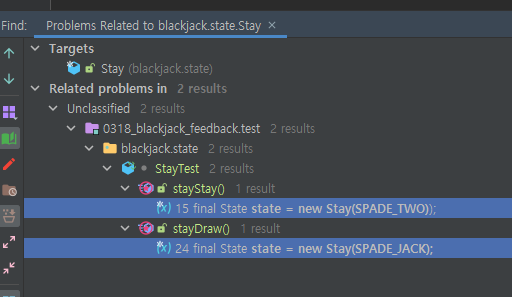 Find: Problems Related to blackjack.state.Stay ×
Targets
Stay (blackjack.state)
Related problems in 2 results
Unclassified 2 results
0318_blackjack_feedback.test 2 results
blackjack.state 2 results
StayTest 2 results
stayStay() 1 result
(x) 15 final State state = new Stay(SPADE_TWO));
stayDraw() 1 result
(x) 24 final State state = new Stay(SPADE_JACK);